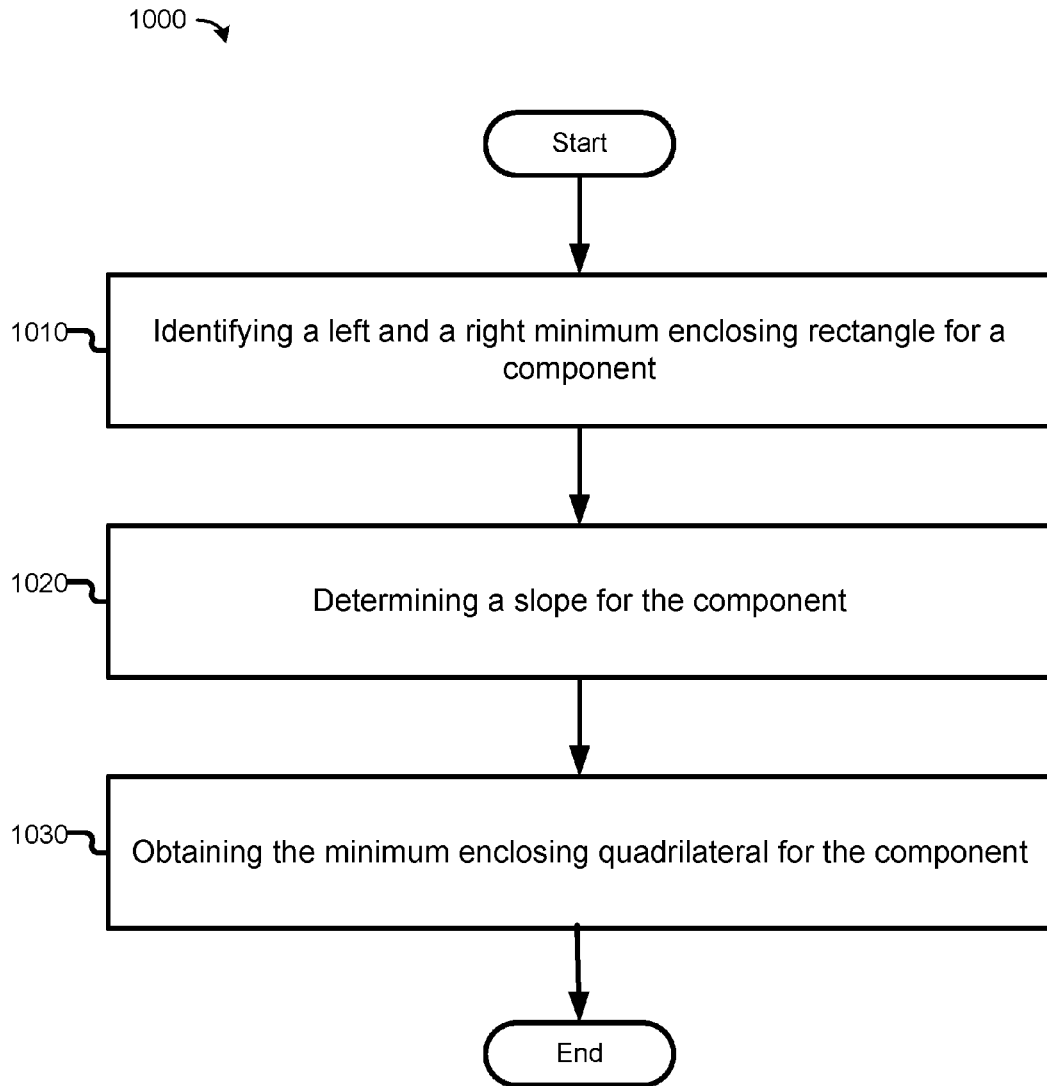 1000
Start
1010
Identifying a left and a right minimum enclosing rectangle for a
component
1020
Determining a slope for the component
1030
Obtaining the minimum enclosing quadrilateral for the component
End